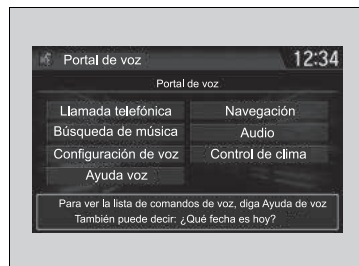 Portal de voz 12:34
Portal de voz
Llamada telefónica Navegación
Búsqueda de música Audio
Configuración de voz Control de clima
Ayuda voz
Para ver la lista de comandos de voz, diga Ayuda de voz
También puede decir: ¿Qué fecha es hoy?